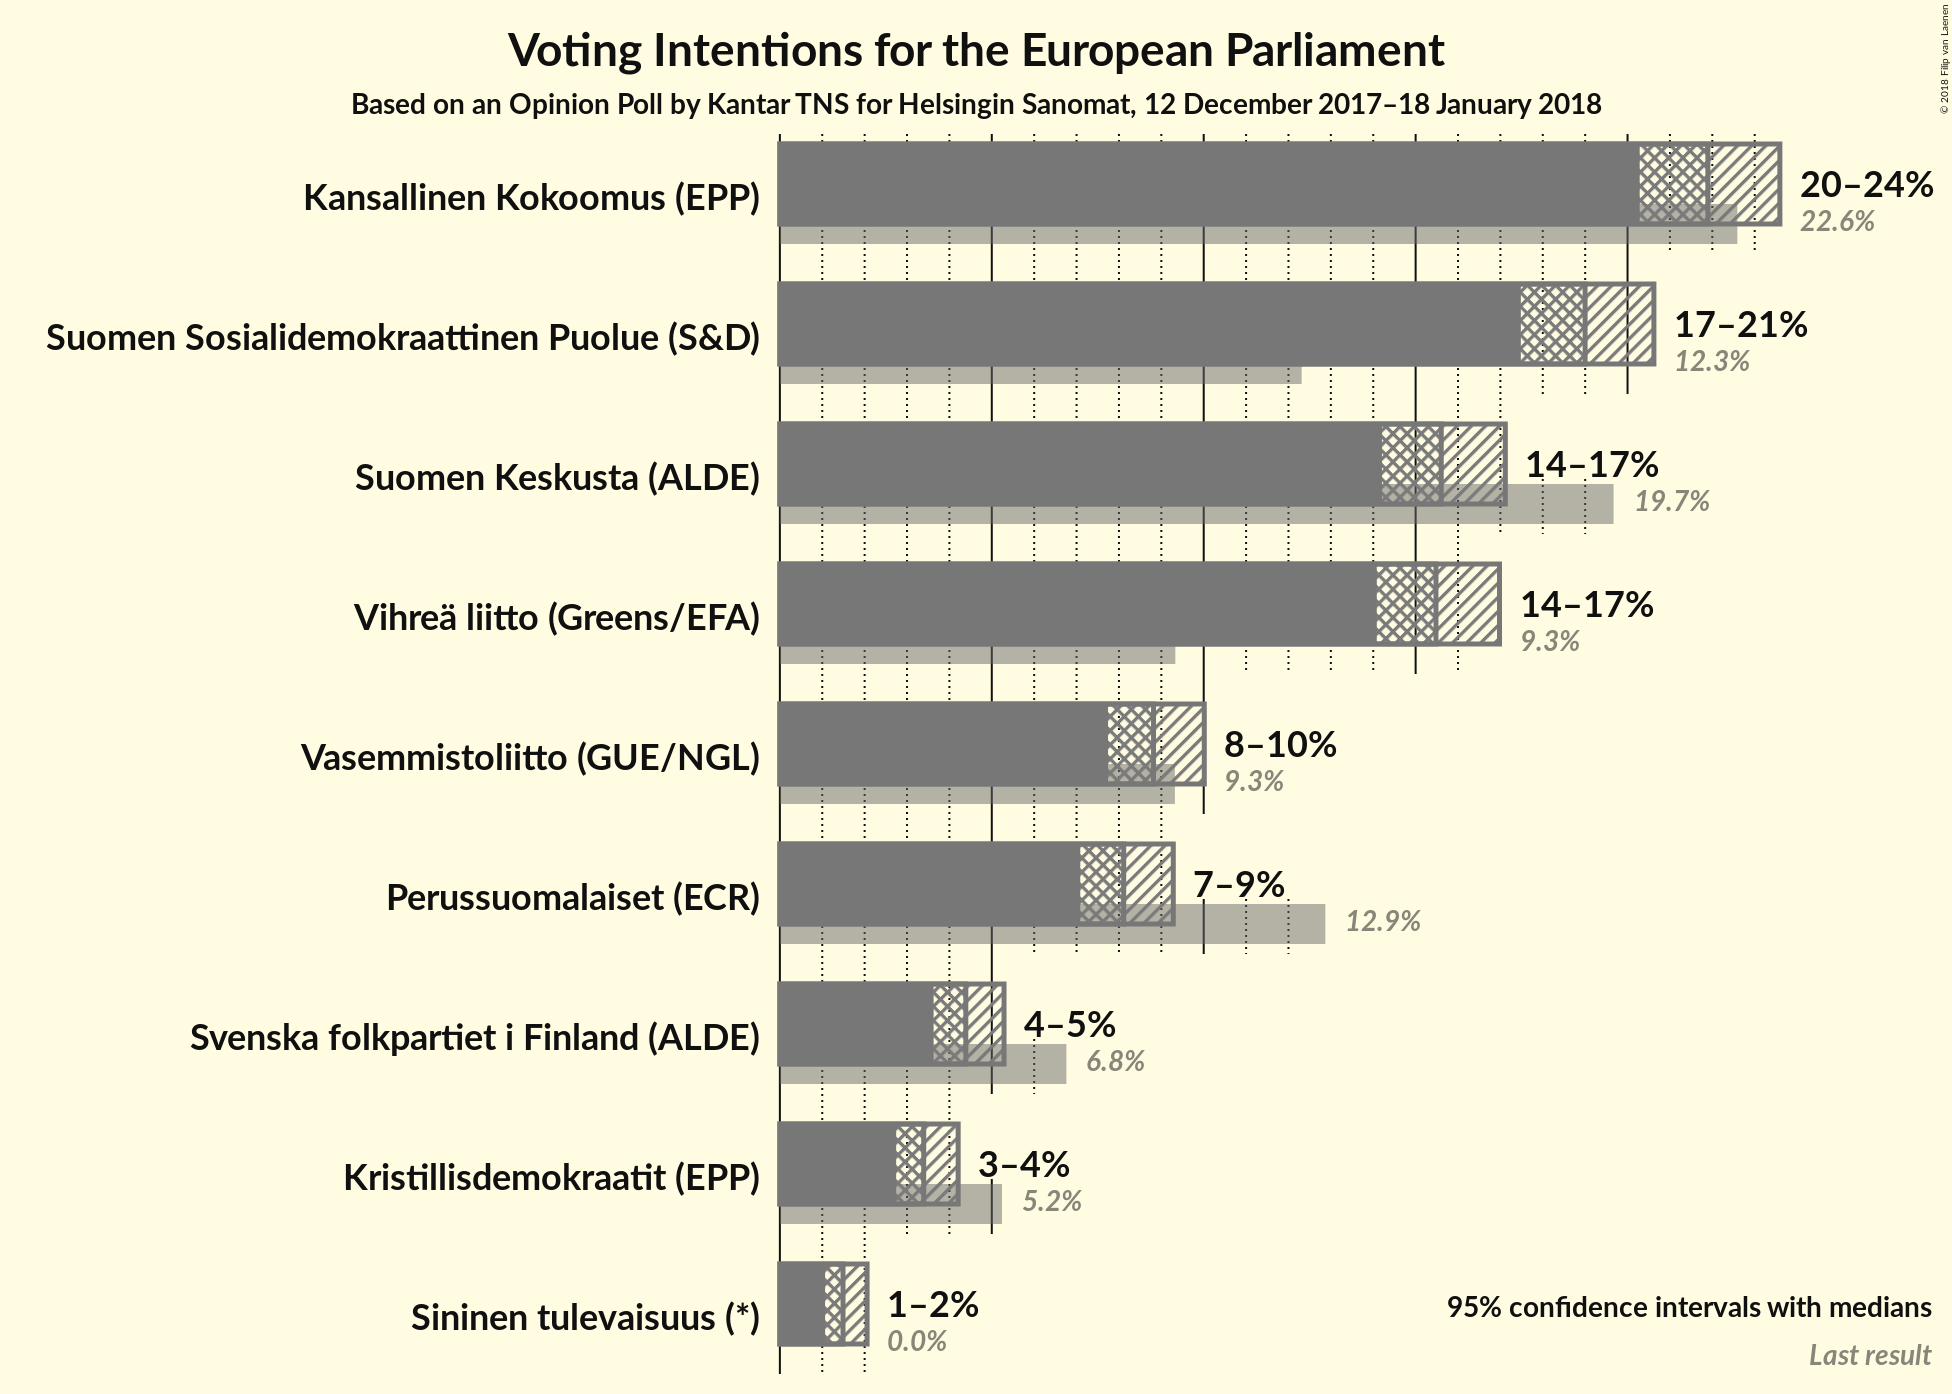 Voting Intentions for the European Parliament
Based on an Opinion Poll by Kantar TNS for Helsingin Sanomat, 12 December 2017–18 January 2018
© 2018 Filip van Laenen
Kansallinen Kokoomus (EPP)
20–24%
22.6%
Suomen Sosialidemokraattinen Puolue (S&D)
17–21%
12.3%
Suomen Keskusta (ALDE)
14–17%
19.7%
Vihreä liitto (Greens/EFA)
14–17%
9.3%
Vasemmistoliitto (GUE/NGL)
8–10%
9.3%
Perussuomalaiset (ECR)
7–9%
12.9%
Svenska folkpartiet i Finland (ALDE)
4–5%
6.8%
Kristillisdemokraatit (EPP)
3–4%
5.2%
Sininen tulevaisuus (*)
1–2%
0.0%
95% confidence intervals with medians
Last result